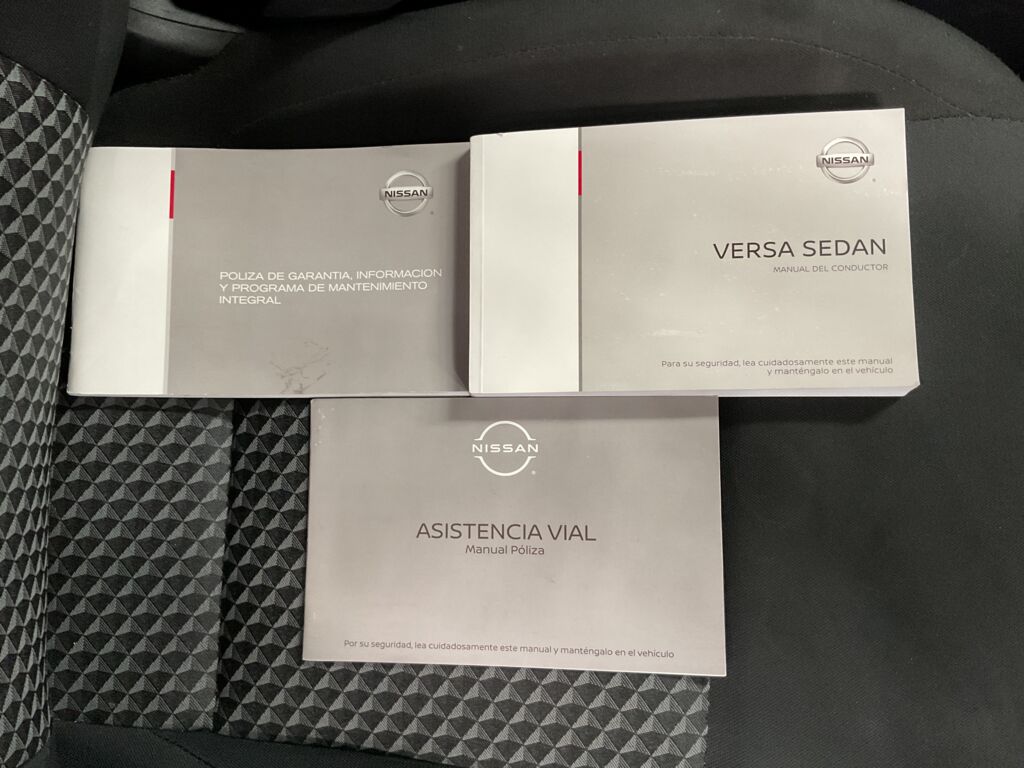 NISSAN
POLIZA DE GARANTIA, INFORMACION
Y PROGRAMA DE MANTENIMIENTO
INTEGRAL
NISSAN
VERSA SEDAN
MANUAL DEL CONDUCTOR
Para su seguridad, lea cuidadosamente este manual
y manténgalo en el vehículo
NISSAN
ASISTENCIA VIAL
Manual Póliza
Por su seguridad, lea cuidadosamente este manual y manténgalo en el vehículo